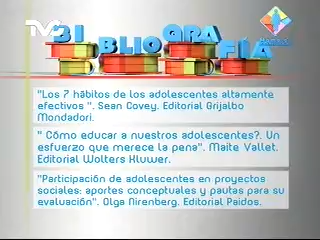 TV
BIBLIOGRAFIA
"Los 7 hábitos de los adolescentes altamente
efectivos ". Sean Covey. Editorial Grijalbo
Mondadori.
" Cómo educar a nuestros adolescentes?. Un
esfuerzo que merece la pena". Maite Vallet.
Editorial Wolters Kluwer.
"Participación de adolescentes en proyectos
sociales: aportes conceptuales y pautas para su
evaluación". Olga Nirenberg. Editorial Paidos.